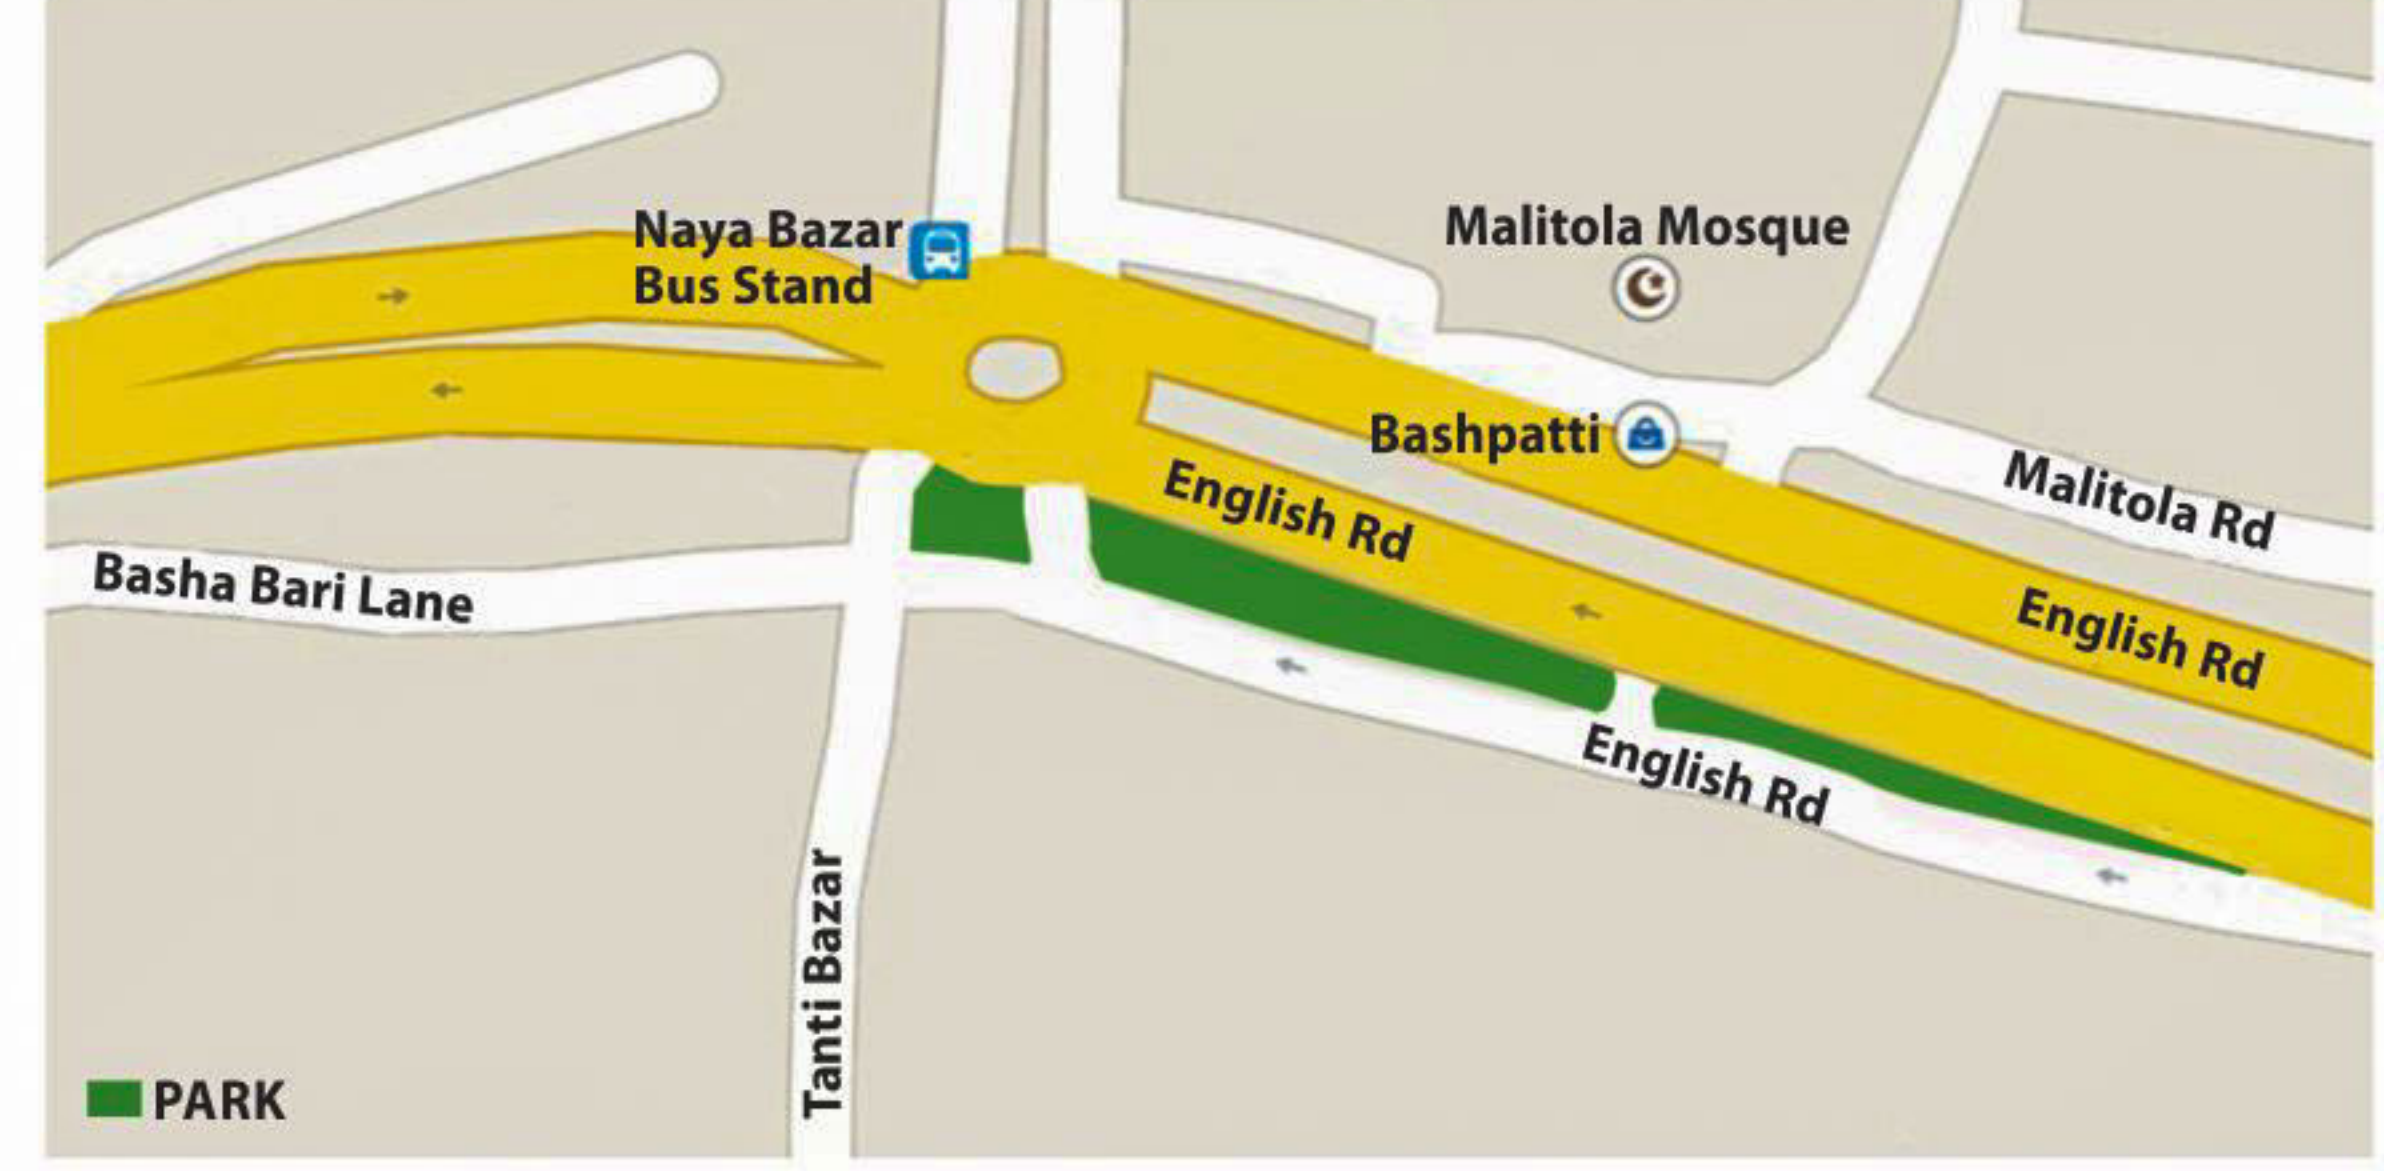 Naya Bazar
Bus Stand
Malitola Mosque
Bashpatti
English Rd
Malitola Rd
English Rd
Basha Bari Lane
English Rd
Tanti Bazar
PARK